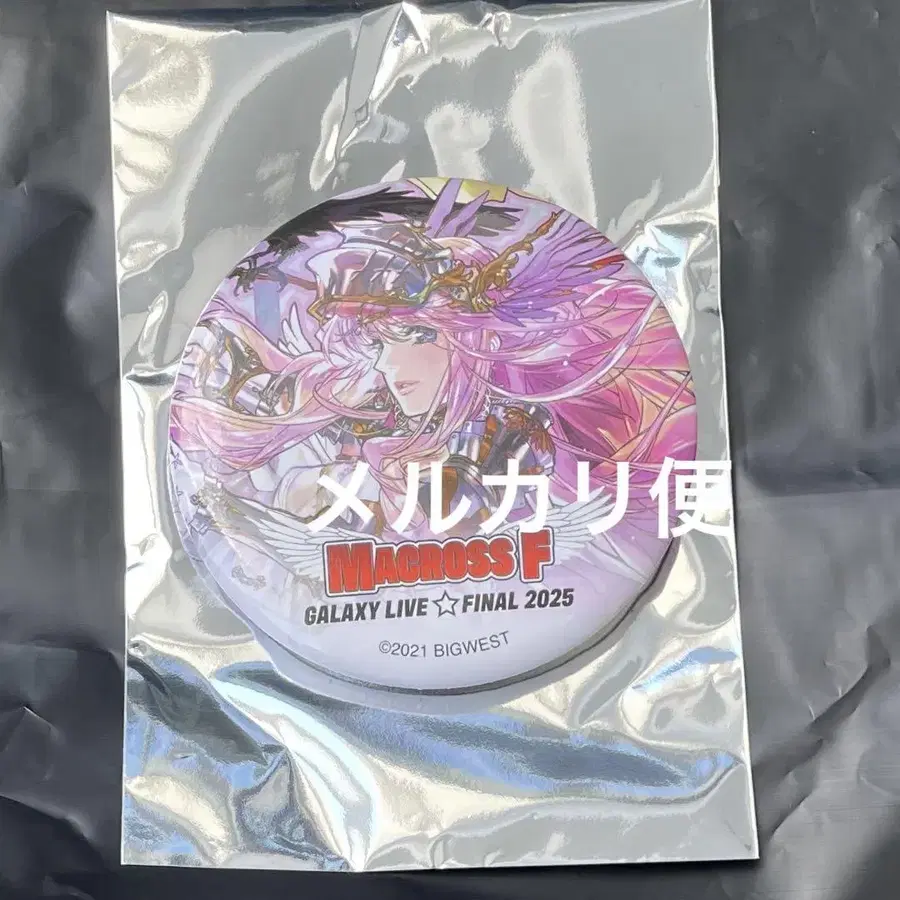 メルカリ便
MACROSS F
GALAXY LIVE☆FINAL 2025
©2021 BIGWEST